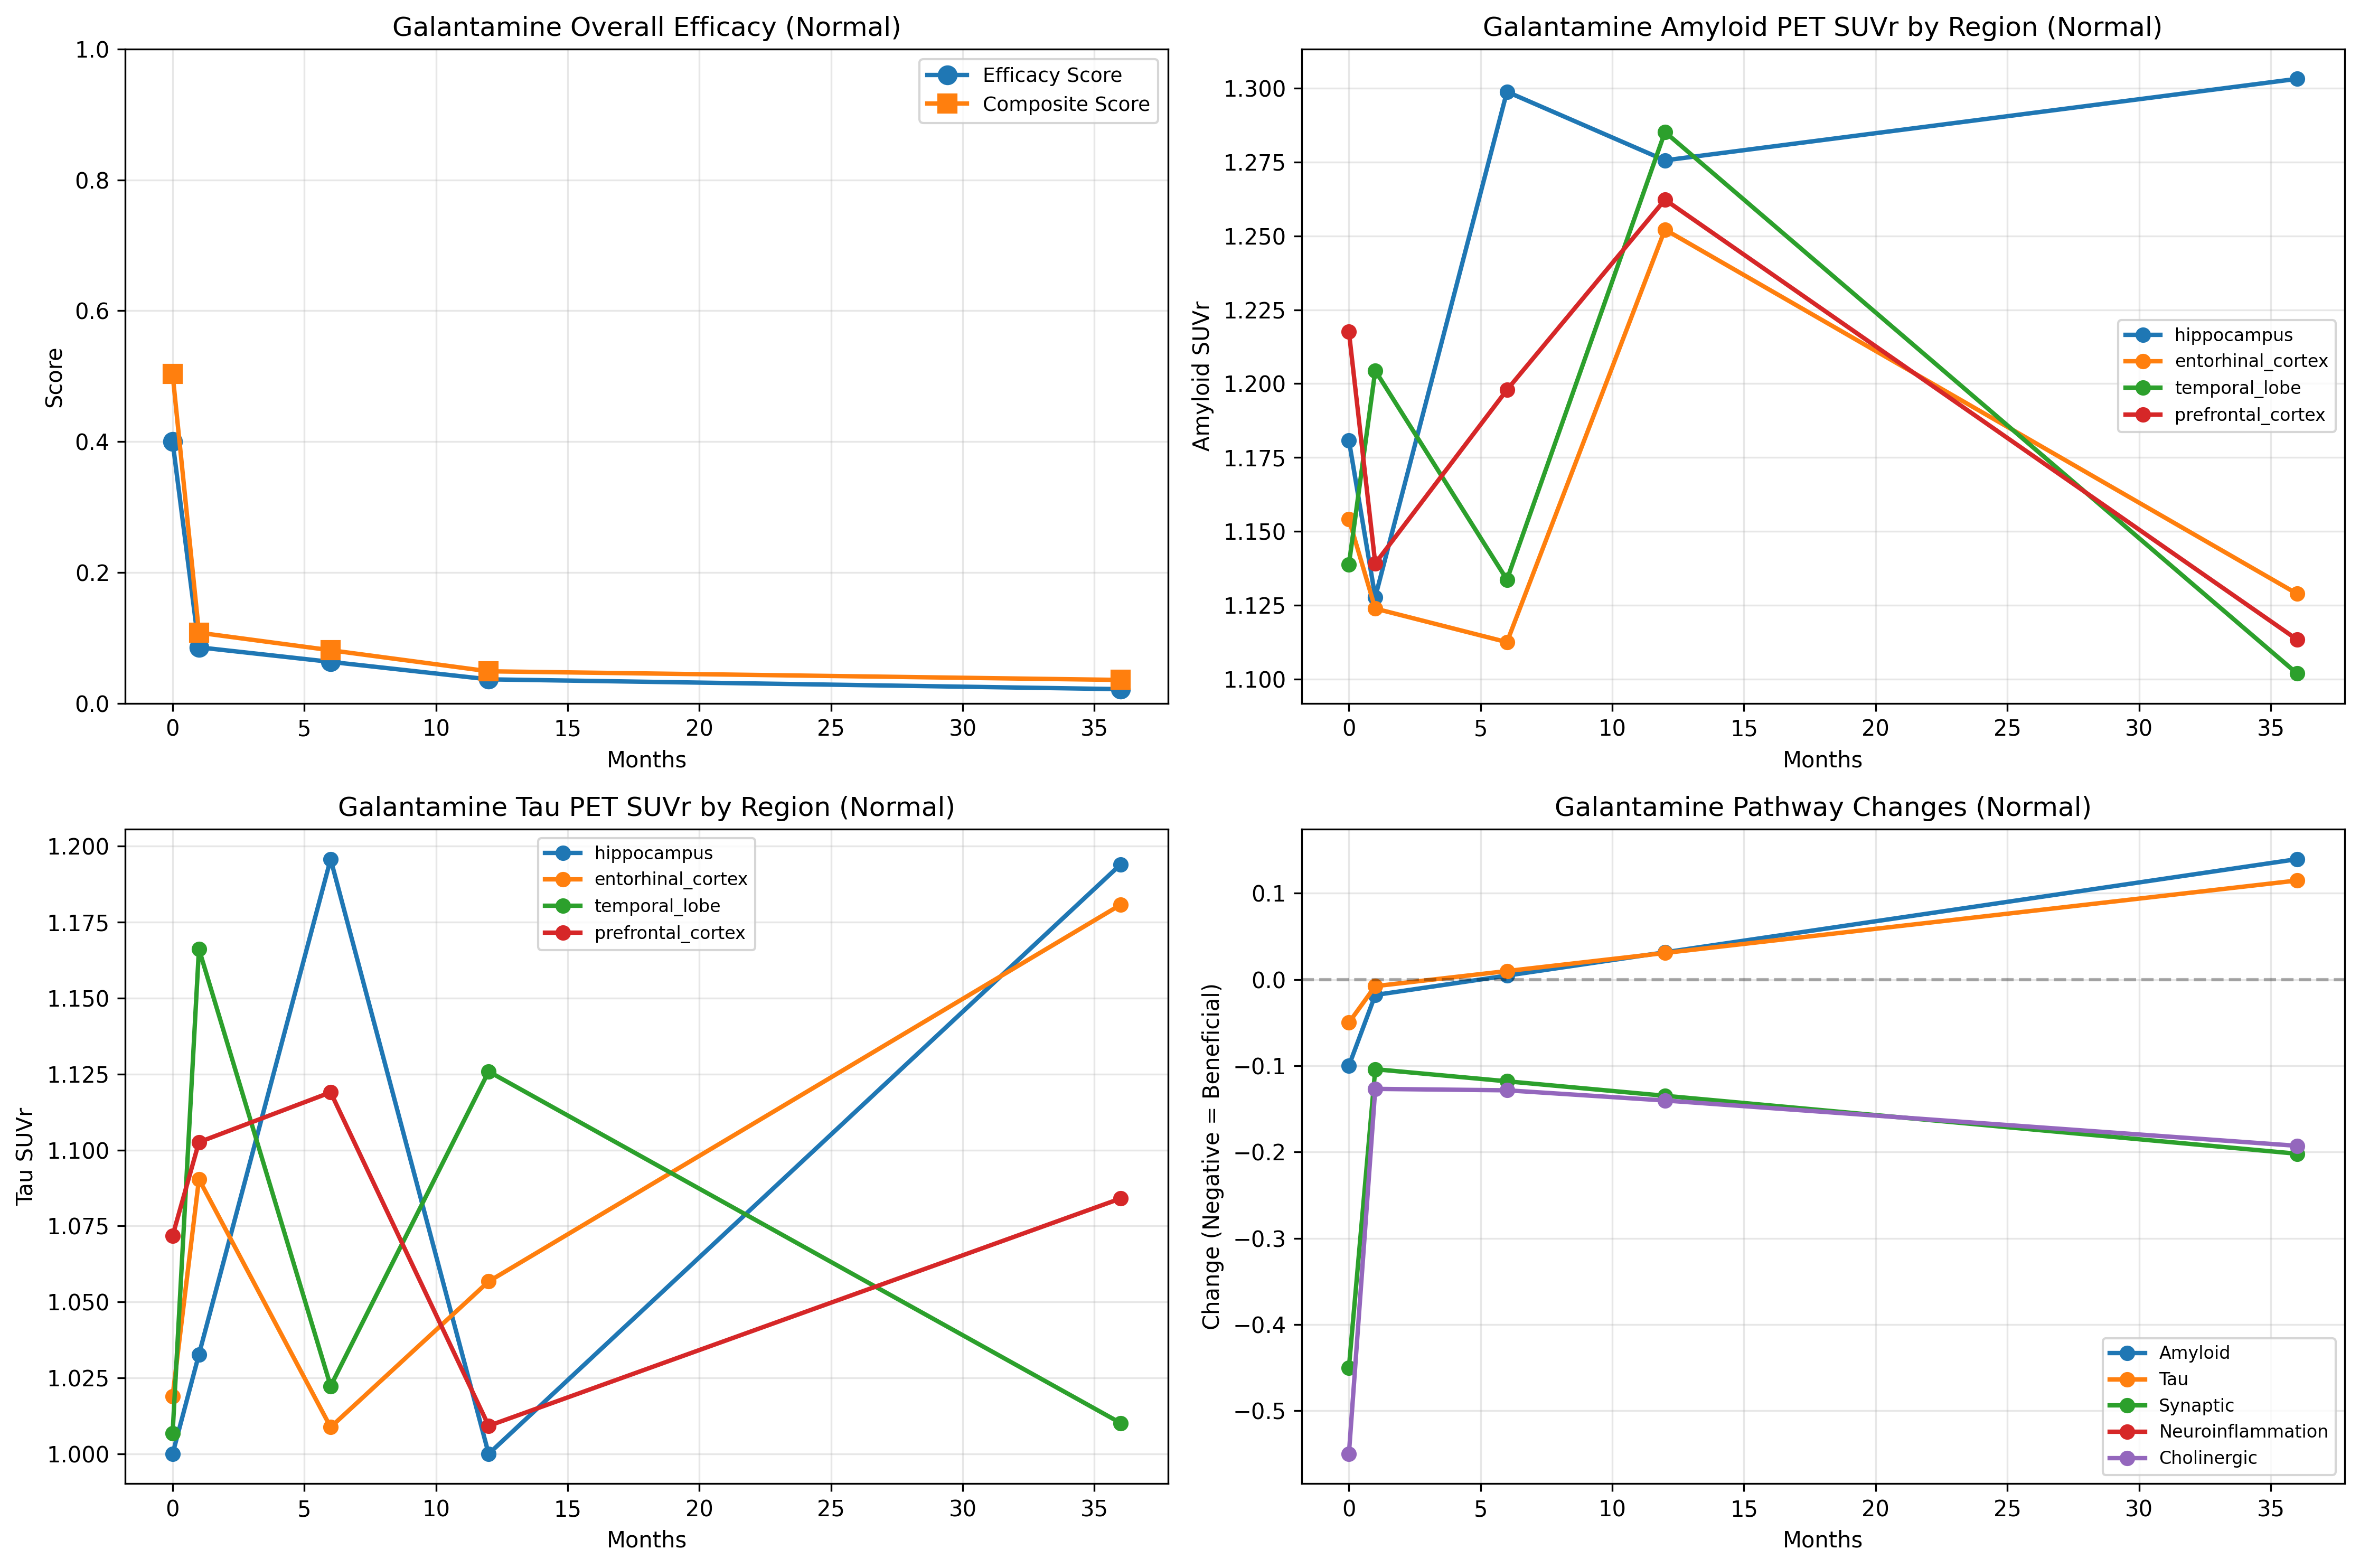 Galantamine Overall Efficacy (Normal)
1.0
0.8
0.6
0.4
0.2
0.0
Score
Efficacy Score
Composite Score
0 5 10 15 20 25 30 35
Months
Galantamine Amyloid PET SUVr by Region (Normal)
1.300
1.275
1.250
1.225
1.200
1.175
1.150
1.125
1.100
Amyloid SUVr
hippocampus
entorhinal_cortex
temporal_lobe
prefrontal_cortex
0 5 10 15 20 25 30 35
Months
Galantamine Tau PET SUVr by Region (Normal)
1.200
1.175
1.150
1.125
1.100
1.075
1.050
1.025
1.000
Tau SUVr
hippocampus
entorhinal_cortex
temporal_lobe
prefrontal_cortex
0 5 10 15 20 25 30 35
Months
Galantamine Pathway Changes (Normal)
0.1
0.0
−0.1
−0.2
−0.3
−0.4
−0.5
Change (Negative = Beneficial)
Amyloid
Tau
Synaptic
Neuroinflammation
Cholinergic
0 5 10 15 20 25 30 35
Months